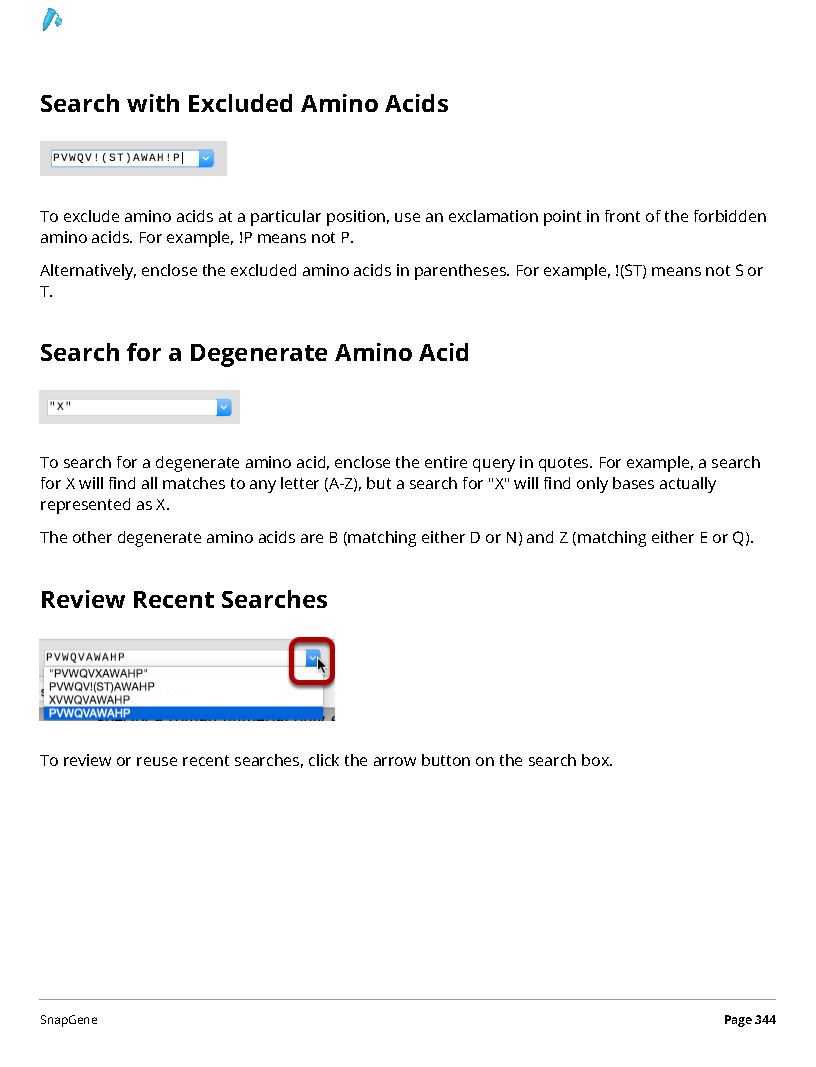 Search with Excluded Amino Acids
PVWQV!(ST)AWAH!P
To exclude amino acids at a particular position, use an exclamation point in front of the forbidden
amino acids. For example, !P means not P.
Alternatively, enclose the excluded amino acids in parentheses. For example, !(ST) means not S or
T.
Search for a Degenerate Amino Acid
"X"
To search for a degenerate amino acid, enclose the entire query in quotes. For example, a search
for X will find all matches to any letter (A-Z), but a search for "X" will find only bases actually
represented as X.
The other degenerate amino acids are B (matching either D or N) and Z (matching either E or Q).
Review Recent Searches
PVWQVAWAHP
"PVWQVXAWAHP"
PVWQV!(ST)AWAHP
XVWQVAWAHP
PVWQVAWAHP
To review or reuse recent searches, click the arrow button on the search box.
SnapGene
Page 344